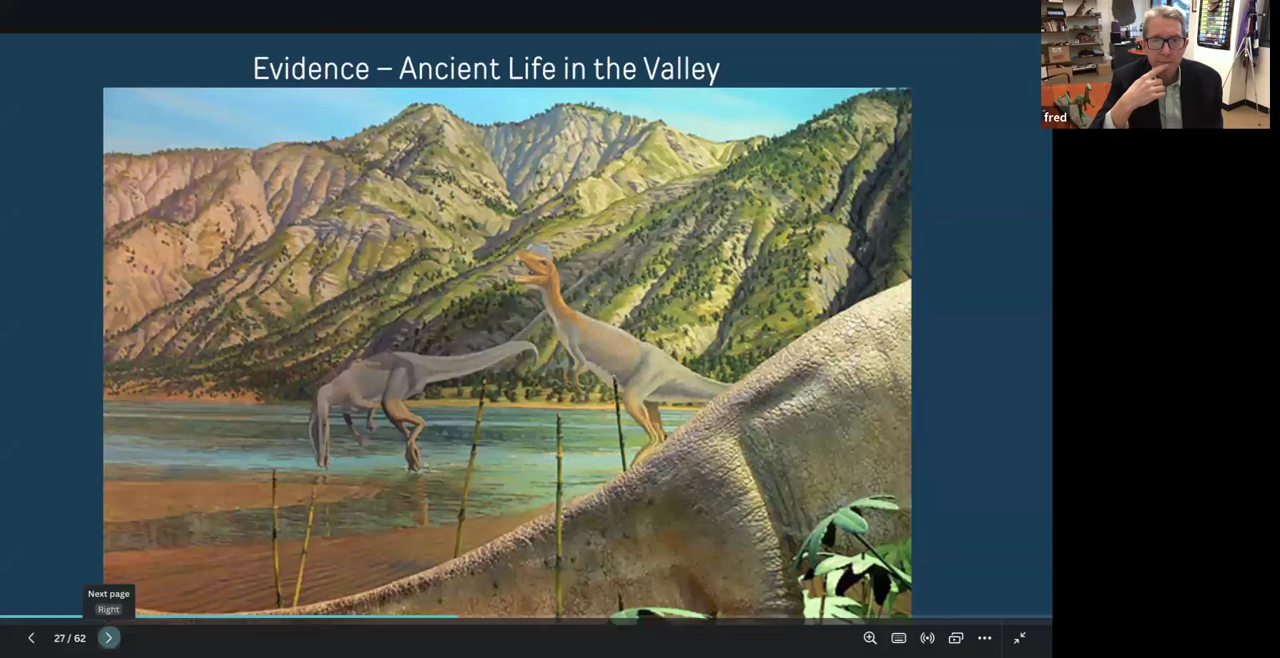 Evidence – Ancient Life in the Valley
fred
Next page
Right
27 / 62